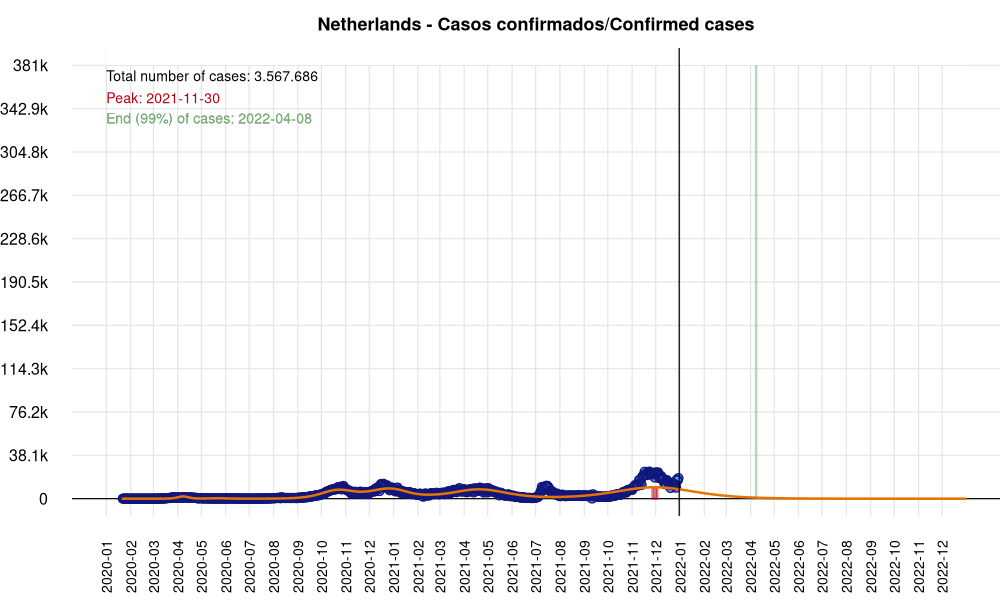 Netherlands - Casos confirmados/Confirmed cases
381k
342.9k
304.8k
266.7k
228.6k
190.5k
152.4k
114.3k
76.2k
38.1k
0
Total number of cases: 3.567.686
Peak: 2021-11-30
End (99%) of cases: 2022-04-08
2020-01
2020-02
2020-03
2020-04
2020-05
2020-06
2020-07
2020-08
2020-09
2020-10
2020-11
2020-12
2021-01
2021-02
2021-03
2021-04
2021-05
2021-06
2021-07
2021-08
2021-09
2021-10
2021-11
2021-12
2022-01
2022-02
2022-03
2022-04
2022-05
2022-06
2022-07
2022-08
2022-09
2022-10
2022-11
2022-12